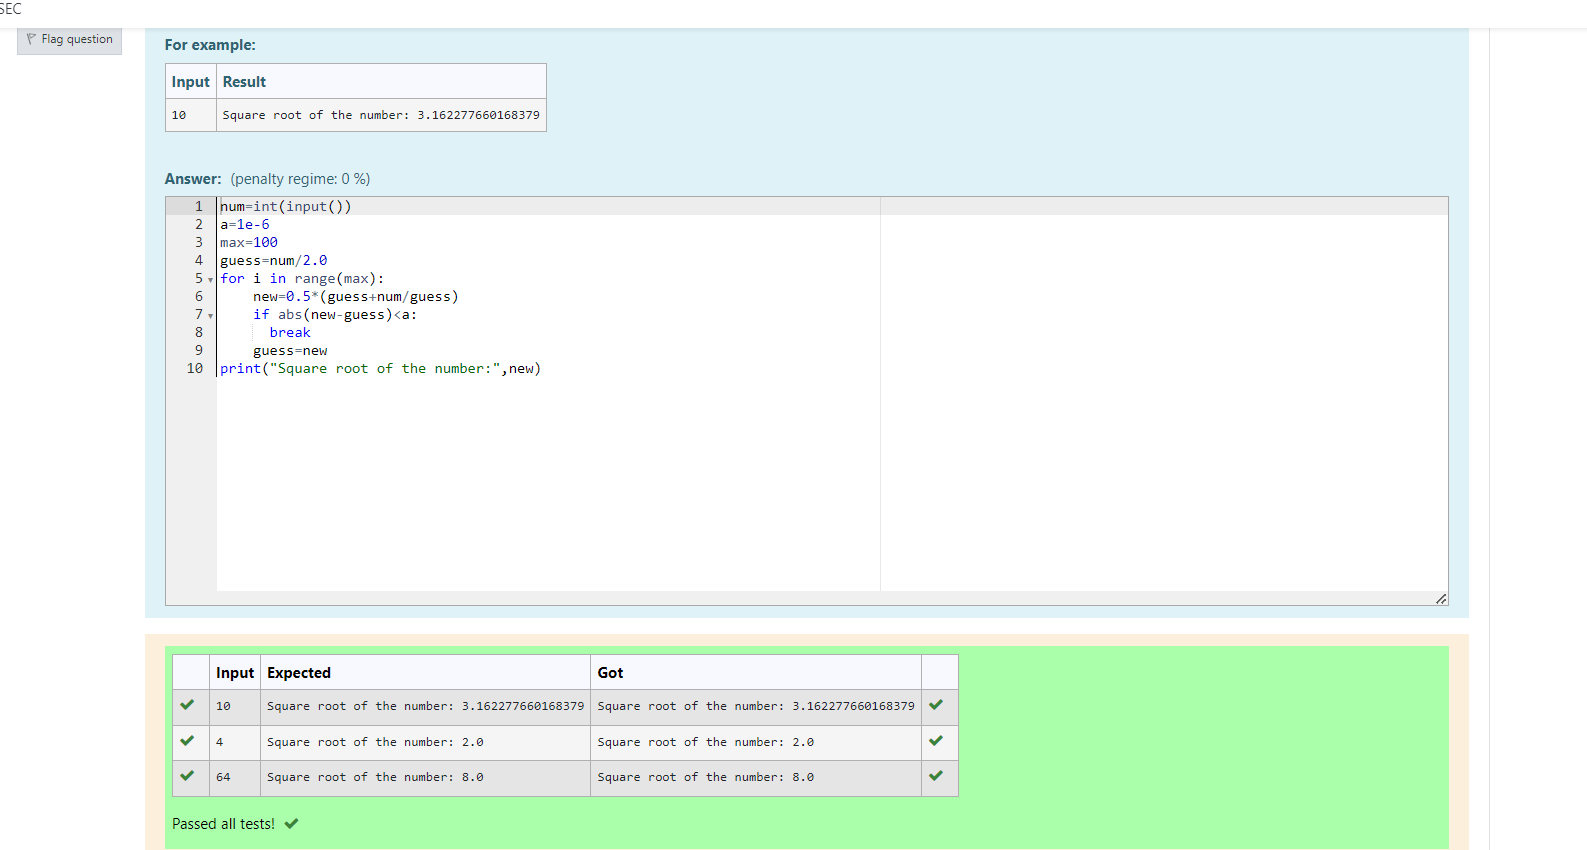 SEC
Flag question
For example:
Input Result
10 Square root of the number: 3.162277660168379
Answer: (penalty regime: 0 %)
1 num=int(input())
2 a=1e-6
3 max=100
4 guess=num/2.0
5 for i in range(max):
6     new=0.5*(guess+num/guess)
7     if abs(new-guess)<a:
8       break
9     guess=new
10 print("Square root of the number:",new)
Input Expected Got
10 Square root of the number: 3.162277660168379 Square root of the number: 3.162277660168379
4 Square root of the number: 2.0 Square root of the number: 2.0
64 Square root of the number: 8.0 Square root of the number: 8.0
Passed all tests!